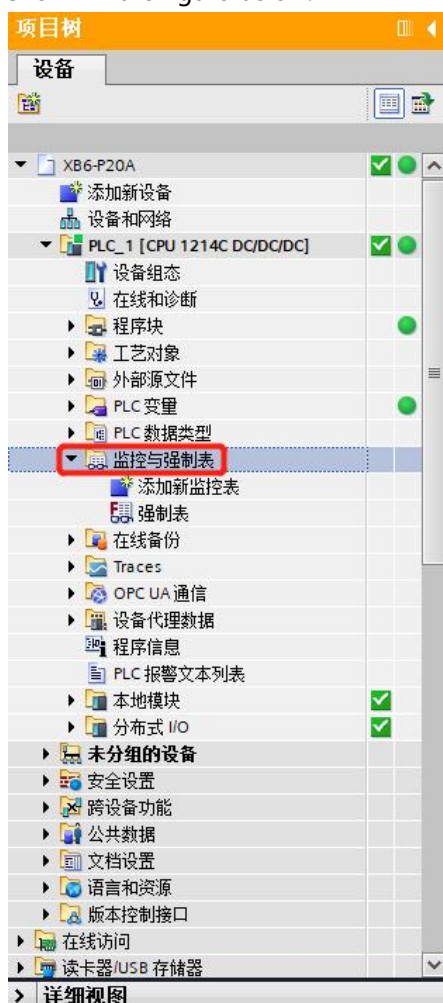 项目树
设备
XB6-P20A
添加新设备
设备和网络
PLC_1 [CPU 1214C DC/DC/DC]
设备组态
在线和诊断
程序块
工艺对象
外部源文件
PLC 变量
PLC 数据类型
监控与强制表
添加新监控表
强制表
在线备份
Traces
OPC UA 通信
设备代理数据
程序信息
PLC 报警文本列表
本地模块
分布式 I/O
未分组的设备
安全设置
跨设备功能
公共数据
文档设置
语言和资源
版本控制接口
在线访问
读卡器/USB 存储器
详细视图